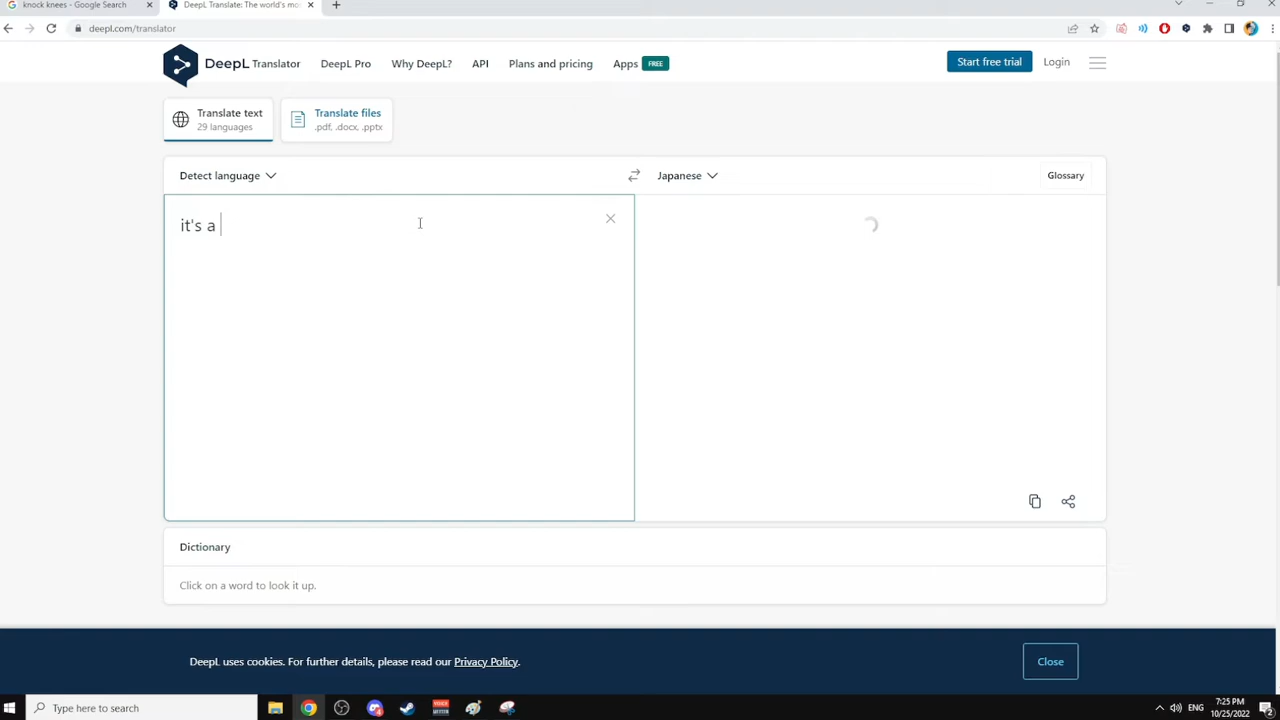 knock knees - Google Search
DeepL Translate: The world's mo
deepl.com/translator
DeepL Translator
DeepL Pro
Why DeepL?
API
Plans and pricing
Apps FREE
Start free trial
Login
Translate text
29 languages
Translate files
.pdf, .docx, .pptx
Detect language
Japanese
Glossary
it's a
Dictionary
Click on a word to look it up.
DeepL uses cookies. For further details, please read our Privacy Policy.
Close
Type here to search
ENG
7:25 PM
10/25/2022
2